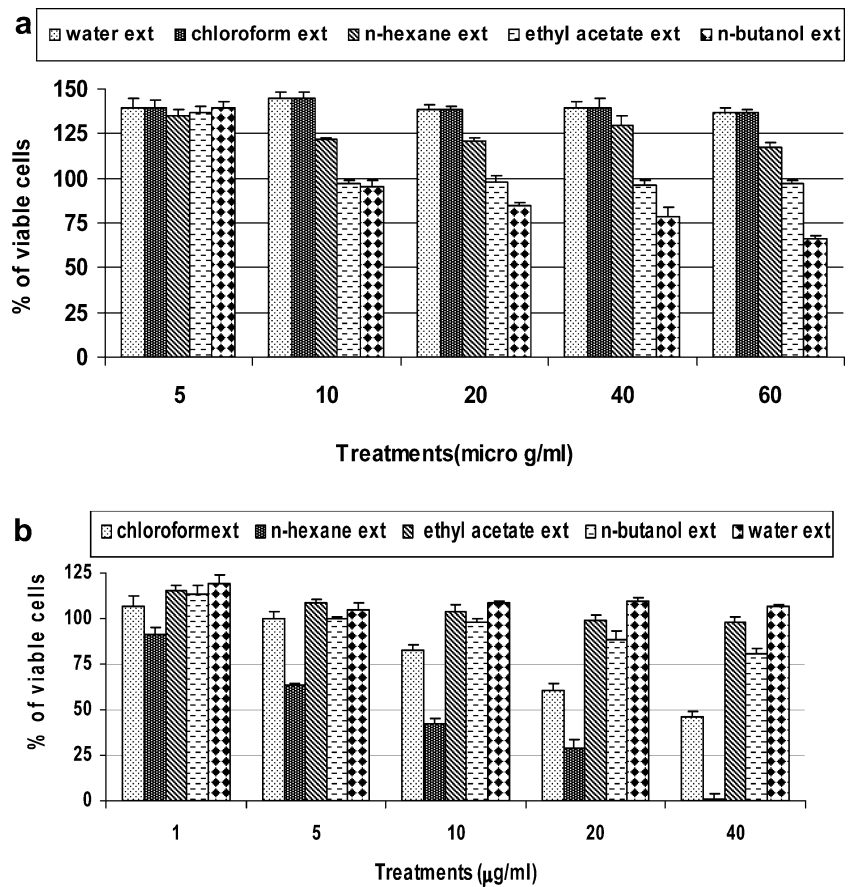 a
water ext chloroform ext n-hexane ext ethyl acetate ext n-butanol ext
150
125
100
75
50
25
0
% of viable cells
5 10 20 40 60
Treatments(micro g/ml)
b
chloroformext n-hexane ext ethyl acetate ext n-butanol ext water ext
125
100
75
50
25
0
% of viable cells
1 5 10 20 40
Treatments (µg/ml)